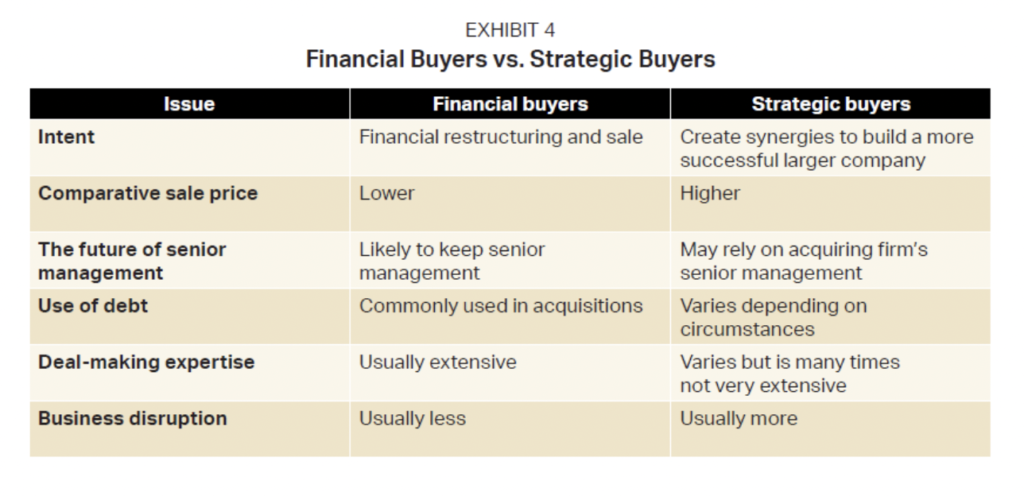 EXHIBIT 4
Financial Buyers vs. Strategic Buyers
Issue
Financial buyers
Strategic buyers
Intent
Financial restructuring and sale
Create synergies to build a more
successful larger company
Comparative sale price
Lower
Higher
The future of senior
management
Likely to keep senior
management
May rely on acquiring firm's
senior management
Use of debt
Commonly used in acquisitions
Varies depending on
circumstances
Deal-making expertise
Usually extensive
Varies but is many times
not very extensive
Business disruption
Usually less
Usually more